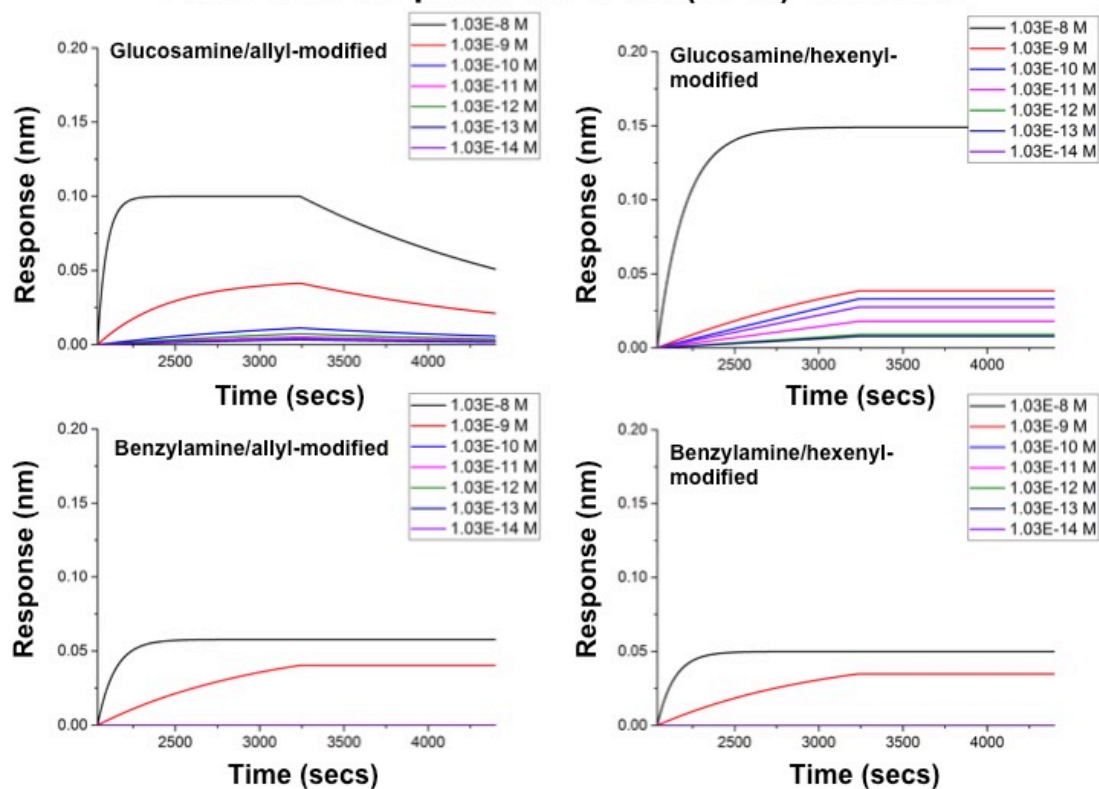 Glucosamine/allyl-modified
1.03E-8 M
1.03E-9 M
1.03E-10 M
1.03E-11 M
1.03E-12 M
1.03E-13 M
1.03E-14 M
Response (nm)
0.20
0.15
0.10
0.05
0.00
2500 3000 3500 4000
Time (secs)
Glucosamine/hexenyl-
modified
1.03E-8 M
1.03E-9 M
1.03E-10 M
1.03E-11 M
1.03E-12 M
1.03E-13 M
1.03E-14 M
Response (nm)
0.20
0.15
0.10
0.05
0.00
2500 3000 3500 4000
Time (secs)
Benzylamine/allyl-modified
1.03E-8 M
1.03E-9 M
1.03E-10 M
1.03E-11 M
1.03E-12 M
1.03E-13 M
1.03E-14 M
Response (nm)
0.20
0.15
0.10
0.05
0.00
2500 3000 3500 4000
Time (secs)
Benzylamine/hexenyl-
modified
1.03E-8 M
1.03E-9 M
1.03E-10 M
1.03E-11 M
1.03E-12 M
1.03E-13 M
1.03E-14 M
Response (nm)
0.20
0.15
0.10
0.05
0.00
2500 3000 3500 4000
Time (secs)